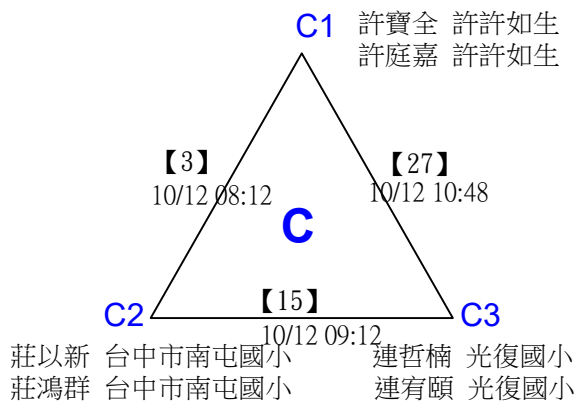 C1 許寶全 許許如生
許庭嘉 許許如生
【3】
10/12 08:12
【27】
10/12 10:48
C
【15】
10/12 09:12
C2
C3
莊以新 台中市南屯國小
莊鴻群 台中市南屯國小
連哲楠 光復國小
連宥頤 光復國小